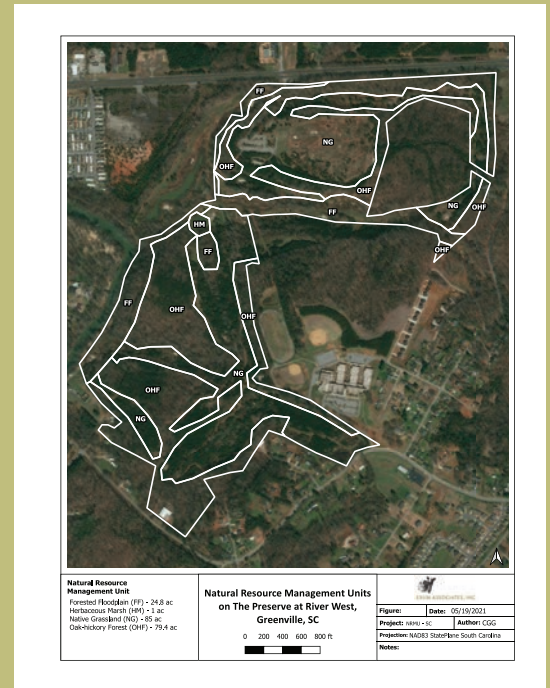 FF
NG
OHF
OHF
NG
OHF
FF
HM
OHF
FF
FF
OHF
OHF
NG
OHF
NG
Natural Resource
Management Unit
Forested Floodplain (FF) - 24.8 ac
Herbaceous Marsh (HM) - 1 ac
Native Grassland (NG) - 85 ac
Oak-hickory Forest (OHF) - 79.4 ac
Natural Resource Management Units
on The Preserve at River West,
Greenville, SC
0 200 400 600 800 ft
Figure: Date: 05/19/2021
Project: NRMU - SC Author: CGG
Projection: NAD83 StatePlane South Carolina
Notes: